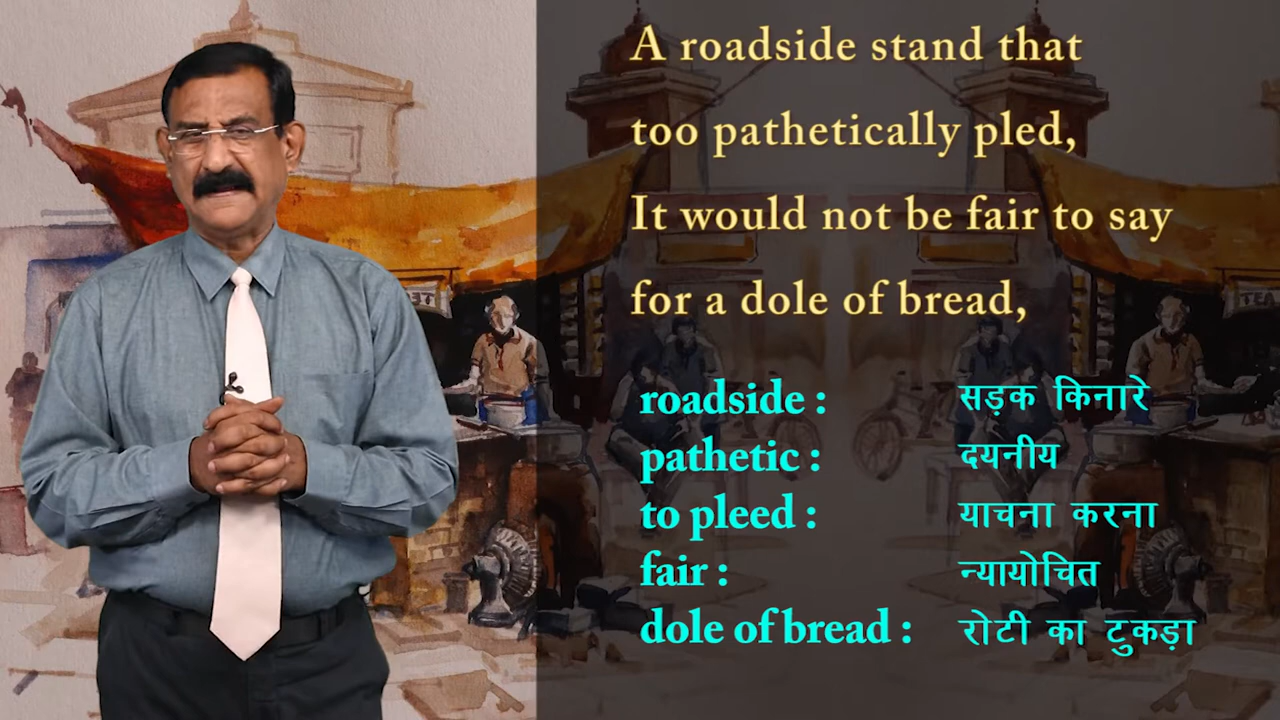 A roadside stand that
too pathetically pled,
It would not be fair to say
for a dole of bread,
roadside : सड़क किनारे
pathetic : दयनीय
to pleed : याचना करना
fair : न्यायोचित
dole of bread : रोटी का टुकड़ा